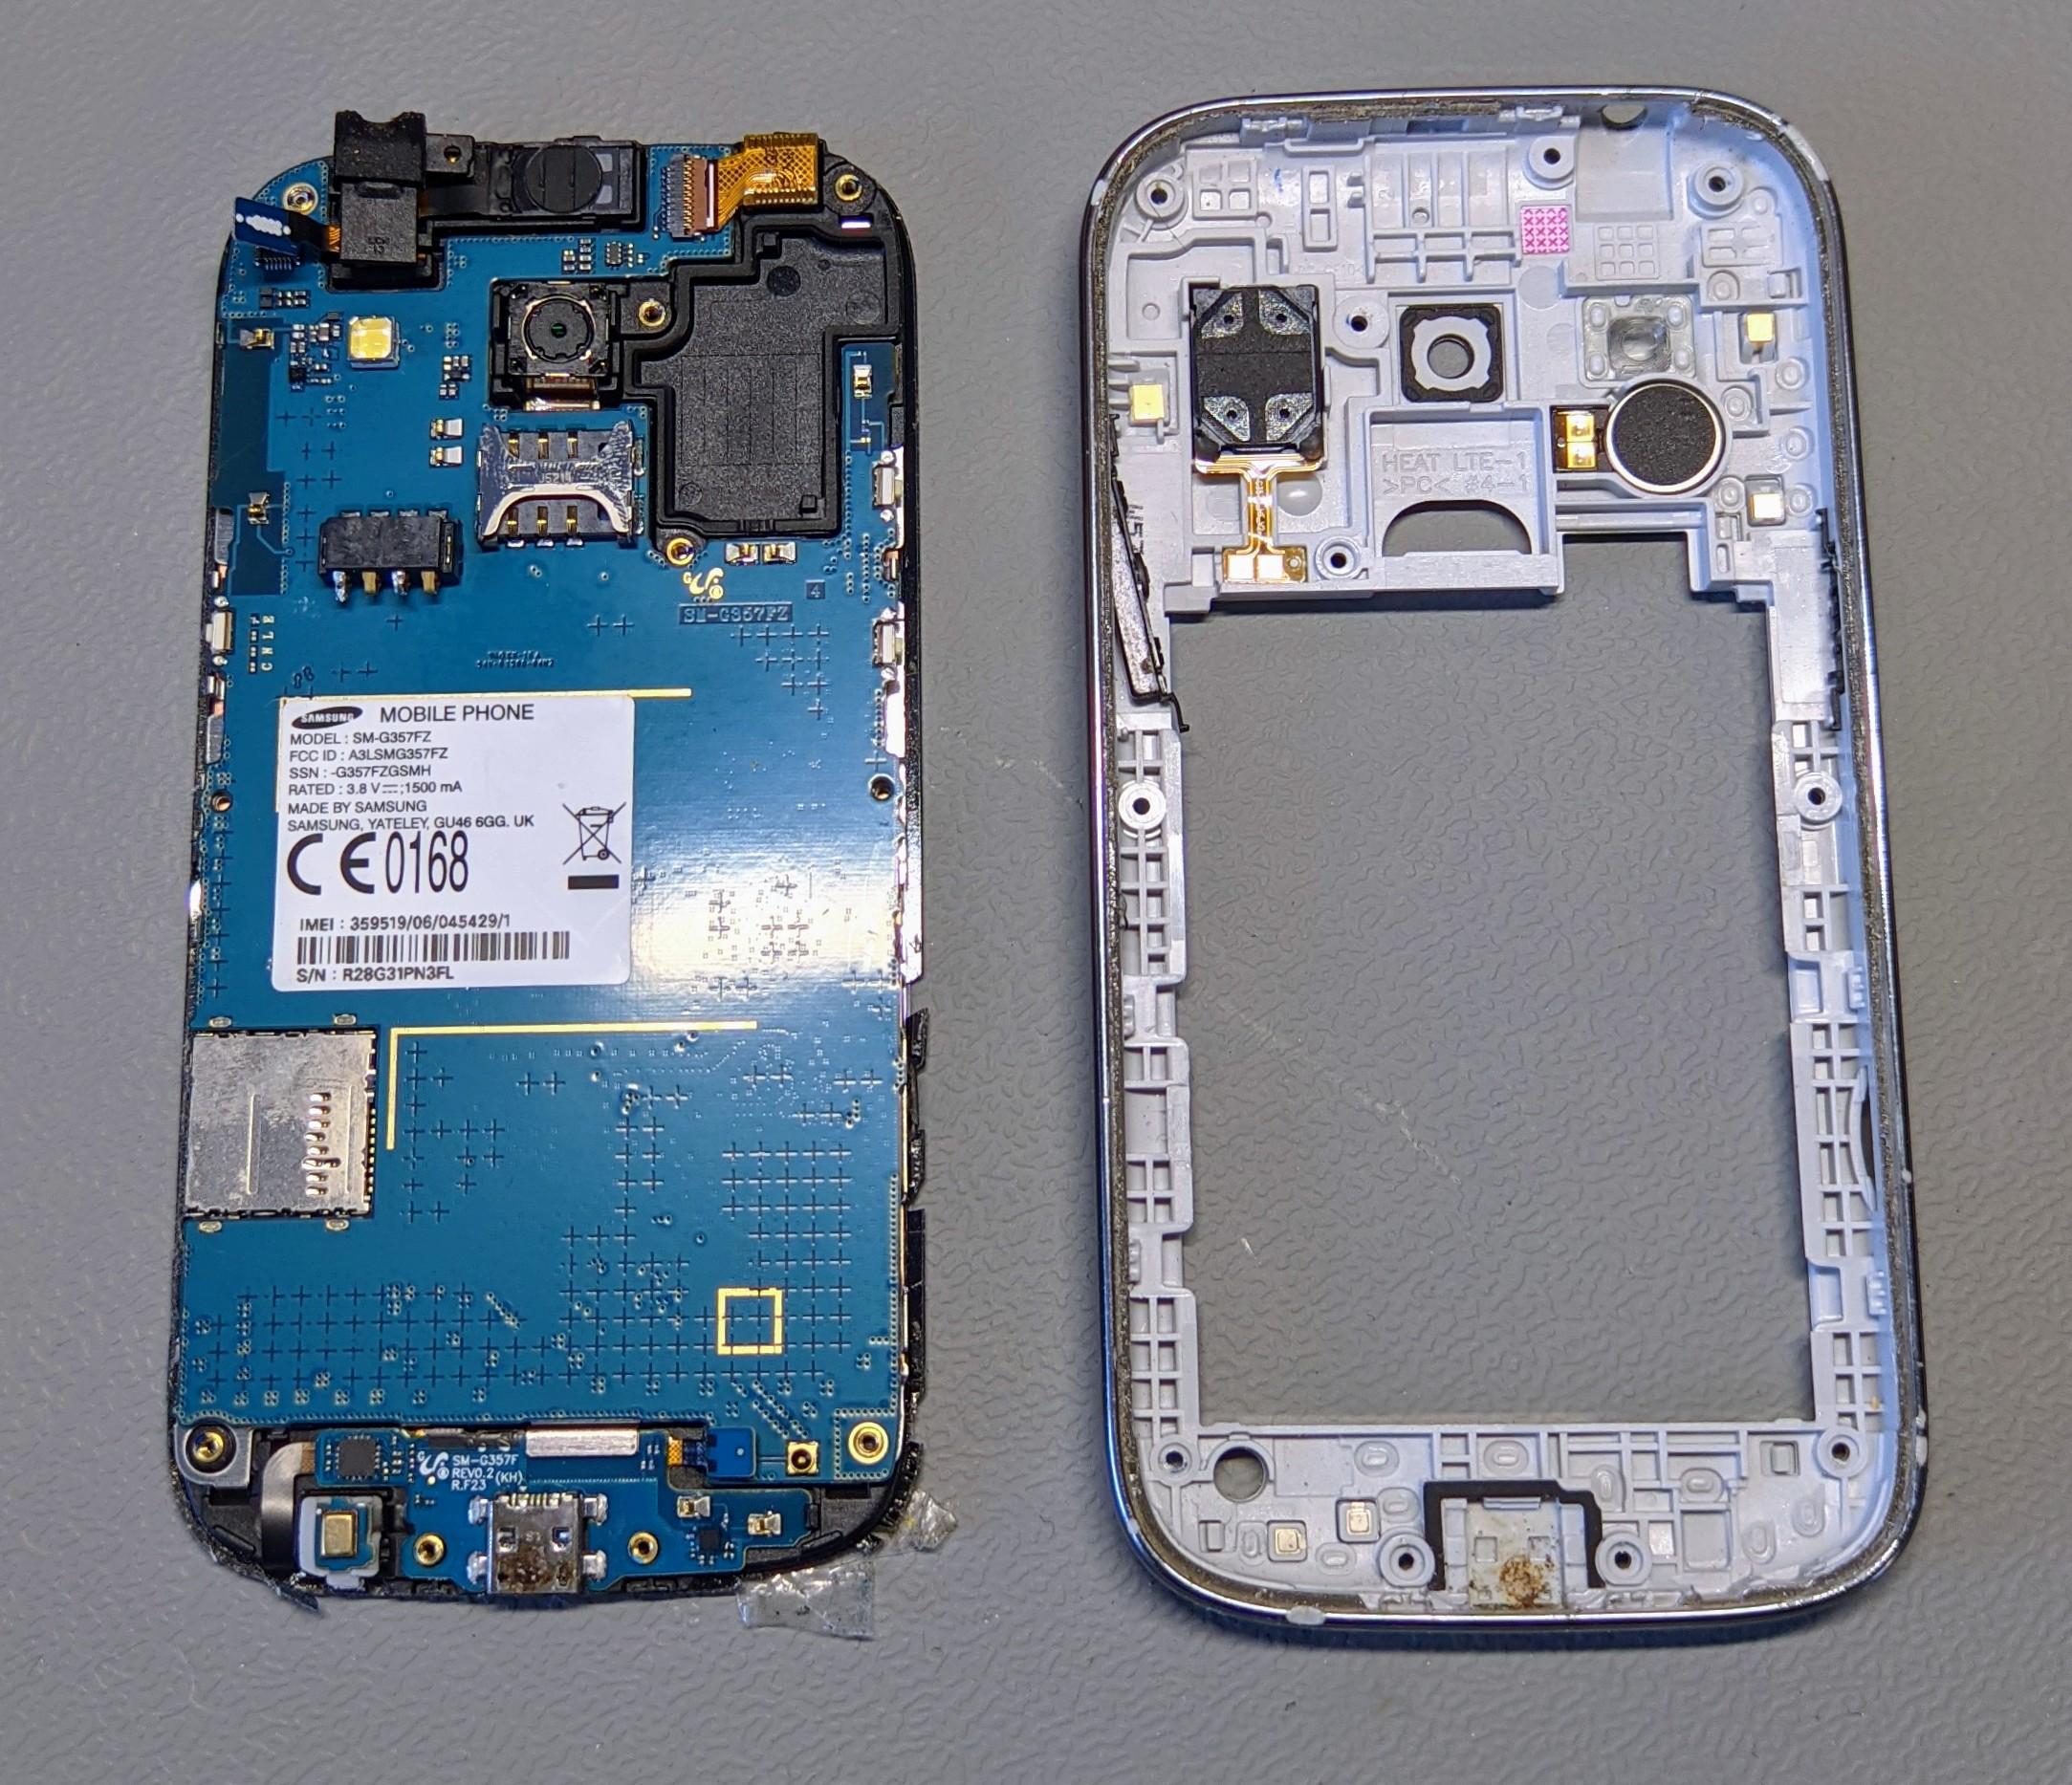 SM-G357FZ
CHLE
SAMSUNG MOBILE PHONE
MODEL : SM-G357FZ
FCC ID : A3LSMG357FZ
SSN : -G357FZGSMH
RATED : 3.8 V⎓;1500 mA
MADE BY SAMSUNG
SAMSUNG, YATELEY, GU46 6GG. UK
CE0168
IMEI : 359519/06/045429/1
S/N : R28G31PN3FL
SM-G357F
REV0.2 (KH)
R.F23
HEAT LTE-1
>PC< #4-1